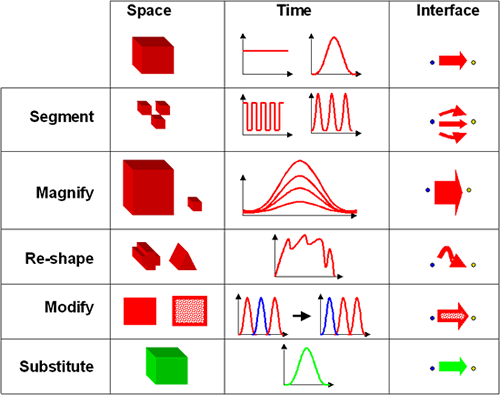 Space Time Interface
Segment
Magnify
Re-shape
Modify
Substitute